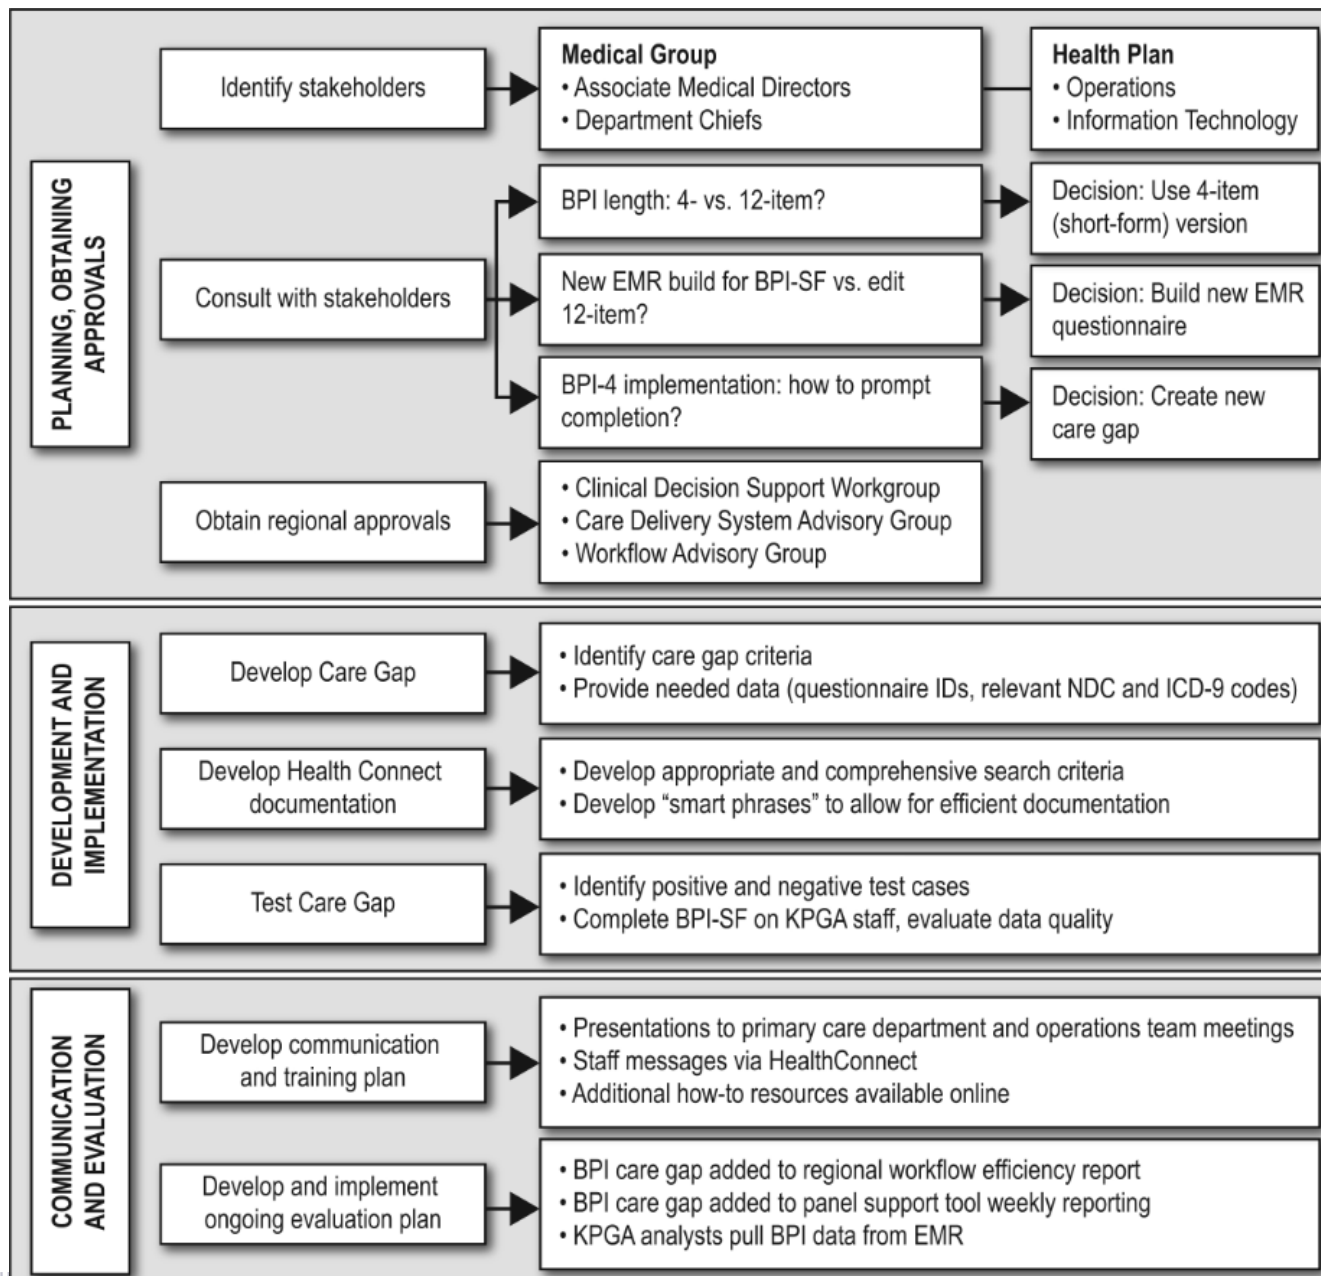 PLANNING, OBTAINING
APPROVALS
Identify stakeholders
Medical Group
• Associate Medical Directors
• Department Chiefs
Health Plan
• Operations
• Information Technology
Consult with stakeholders
BPI length: 4- vs. 12-item?
Decision: Use 4-item
(short-form) version
New EMR build for BPI-SF vs. edit
12-item?
Decision: Build new EMR
questionnaire
BPI-4 implementation: how to prompt
completion?
Decision: Create new
care gap
Obtain regional approvals
• Clinical Decision Support Workgroup
• Care Delivery System Advisory Group
• Workflow Advisory Group
DEVELOPMENT AND
IMPLEMENTATION
Develop Care Gap
• Identify care gap criteria
• Provide needed data (questionnaire IDs, relevant NDC and ICD-9 codes)
Develop Health Connect
documentation
• Develop appropriate and comprehensive search criteria
• Develop “smart phrases” to allow for efficient documentation
Test Care Gap
• Identify positive and negative test cases
• Complete BPI-SF on KPGA staff, evaluate data quality
COMMUNICATION
AND EVALUATION
Develop communication
and training plan
• Presentations to primary care department and operations team meetings
• Staff messages via HealthConnect
• Additional how-to resources available online
Develop and implement
ongoing evaluation plan
• BPI care gap added to regional workflow efficiency report
• BPI care gap added to panel support tool weekly reporting
• KPGA analysts pull BPI data from EMR